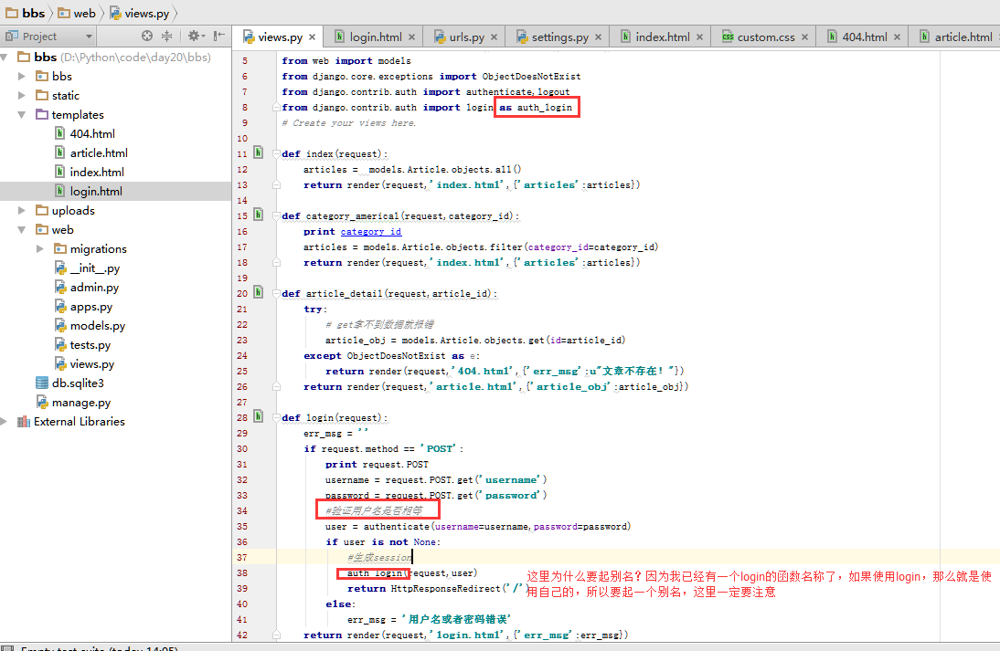 bbs web views.py
Project
views.py login.html urls.py settings.py index.html custom.css 404.html article.html
bbs (D:\Python\code\day20\bbs)
bbs
static
templates
404.html
article.html
index.html
login.html
uploads
web
migrations
__init__.py
admin.py
apps.py
models.py
tests.py
views.py
db.sqlite3
manage.py
External Libraries
5 from web import models
6 from django.core.exceptions import ObjectDoesNotExist
7 from django.contrib.auth import authenticate,logout
8 from django.contrib.auth import login as auth_login
9 # Create your views here.
10
11 def index(request):
12 articles = models.Article.objects.all()
13 return render(request,'index.html',{'articles':articles})
14
15 def category_americal(request,category_id):
16 print category_id
17 articles = models.Article.objects.filter(category_id=category_id)
18 return render(request,'index.html',{'articles':articles})
19
20 def article_detail(request,article_id):
21 try:
22 # get拿不到数据就报错
23 article_obj = models.Article.objects.get(id=article_id)
24 except ObjectDoesNotExist as e:
25 return render(request,'404.html',{'err_msg':u"文章不存在！"})
26 return render(request,'article.html',{'article_obj':article_obj})
27
28 def login(request):
29 err_msg = ''
30 if request.method == 'POST':
31 print request.POST
32 username = request.POST.get('username')
33 password = request.POST.get('password')
34 #验证用户名是否相等
35 user = authenticate(username=username,password=password)
36 if user is not None:
37 #生成session
38 auth_login(request,user)
39 return HttpResponseRedirect('/')
40 else:
41 err_msg = '用户名或者密码错误'
42 return render(request,'login.html',{'err_msg':err_msg})
这里为什么要起别名？因为我已经有一个login的函数名称了，如果使用login，那么就是使
用自己的，所以要起一个别名，这里一定要注意
Empty test suite (today 14:05)